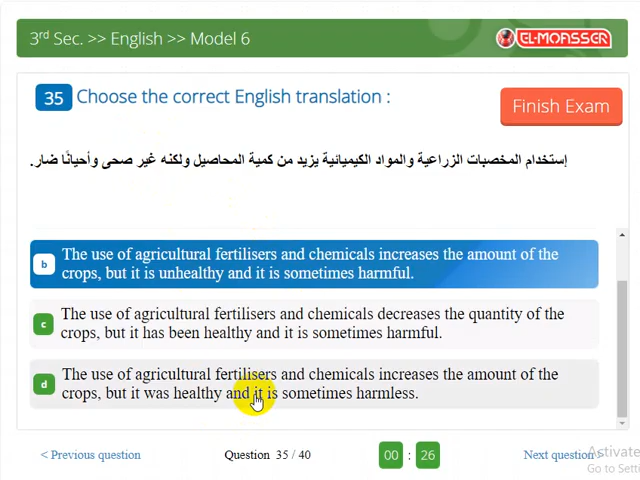 3rd Sec. >> English >> Model 6
EL-MOASSER
35 Choose the correct English translation :
Finish Exam
إستخدام المخصبات الزراعية والمواد الكيميائية يزيد من كمية المحاصيل ولكنه غير صحى وأحيانًا ضار.
b The use of agricultural fertilisers and chemicals increases the amount of the
crops, but it is unhealthy and it is sometimes harmful.
c The use of agricultural fertilisers and chemicals decreases the quantity of the
crops, but it has been healthy and it is sometimes harmful.
d The use of agricultural fertilisers and chemicals increases the amount of the
crops, but it was healthy and it is sometimes harmless.
< Previous question
Question 35 / 40
00 : 26
Next question >
Activate
Go to Setti